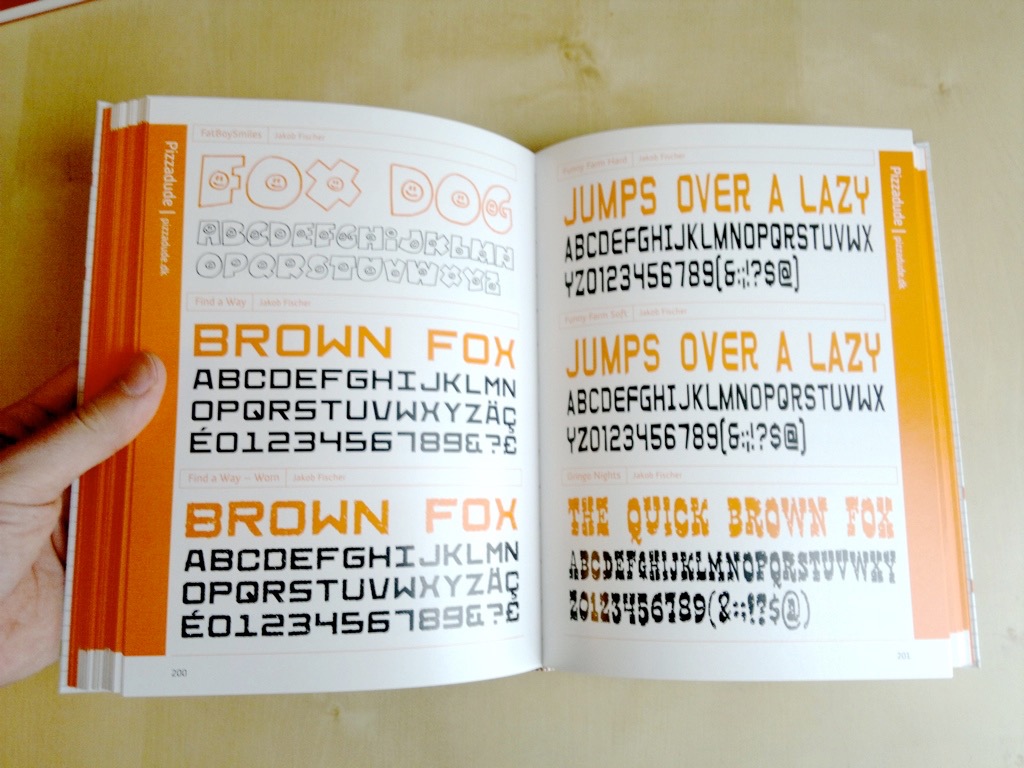 Pizzadude | pizzadude.dk
FatBoySmiles | Jakob Fischer
FOX DOG
ABCDEFGHIJKLMN
OPQRSTUVWXYZ
Find a Way | Jakob Fischer
BROWN FOX
ABCDEFGHIJKLMN
OPQRSTUVWXYZÄÇ
É0123456789&?£
Find a Way – Worn | Jakob Fischer
BROWN FOX
ABCDEFGHIJKLMN
OPQRSTUVWXYZÄÇ
É0123456789&?£
200
Funny Farm Hard | Jakob Fischer
JUMPS OVER A LAZY
ABCDEFGHIJKLMNOPQRSTUVWX
YZ0123456789(&:;!?$@)
Funny Farm Soft | Jakob Fischer
JUMPS OVER A LAZY
ABCDEFGHIJKLMNOPQRSTUVWX
YZ0123456789(&:;!?$@)
Gringo Nights | Jakob Fischer
THE QUICK BROWN FOX
ABCDEFGHIJKLMNOPQRSTUVWXY
Z0123456789(&:;!?$@)
201
Pizzadude | pizzadude.dk